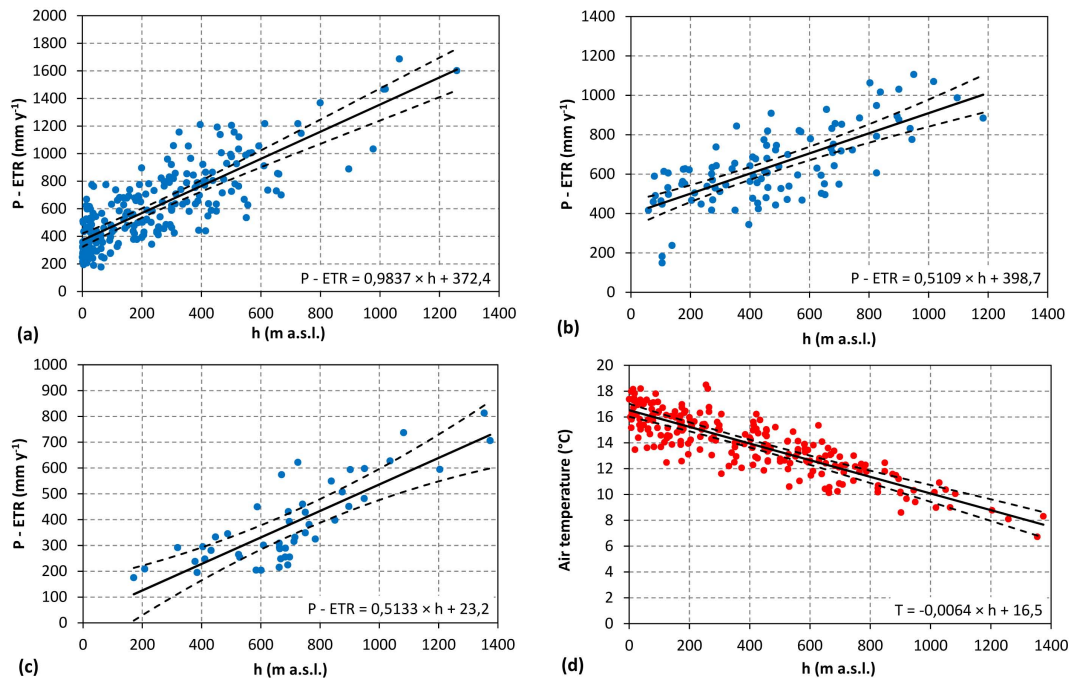 2000
1800
1600
1400
1200
1000
800
600
400
200
0
P - ETR (mm y⁻¹)
0 200 400 600 800 1000 1200 1400
P - ETR = 0,9837 × h + 372,4
(a)
h (m a.s.l.)
1400
1200
1000
800
600
400
200
0
P - ETR (mm y⁻¹)
0 200 400 600 800 1000 1200 1400
P - ETR = 0,5109 × h + 398,7
(b)
h (m a.s.l.)
1000
900
800
700
600
500
400
300
200
100
0
P - ETR (mm y⁻¹)
0 200 400 600 800 1000 1200 1400
P - ETR = 0,5133 × h + 23,2
(c)
h (m a.s.l.)
20
18
16
14
12
10
8
6
4
2
0
Air temperature (°C)
0 200 400 600 800 1000 1200 1400
T = -0,0064 × h + 16,5
(d)
h (m a.s.l.)